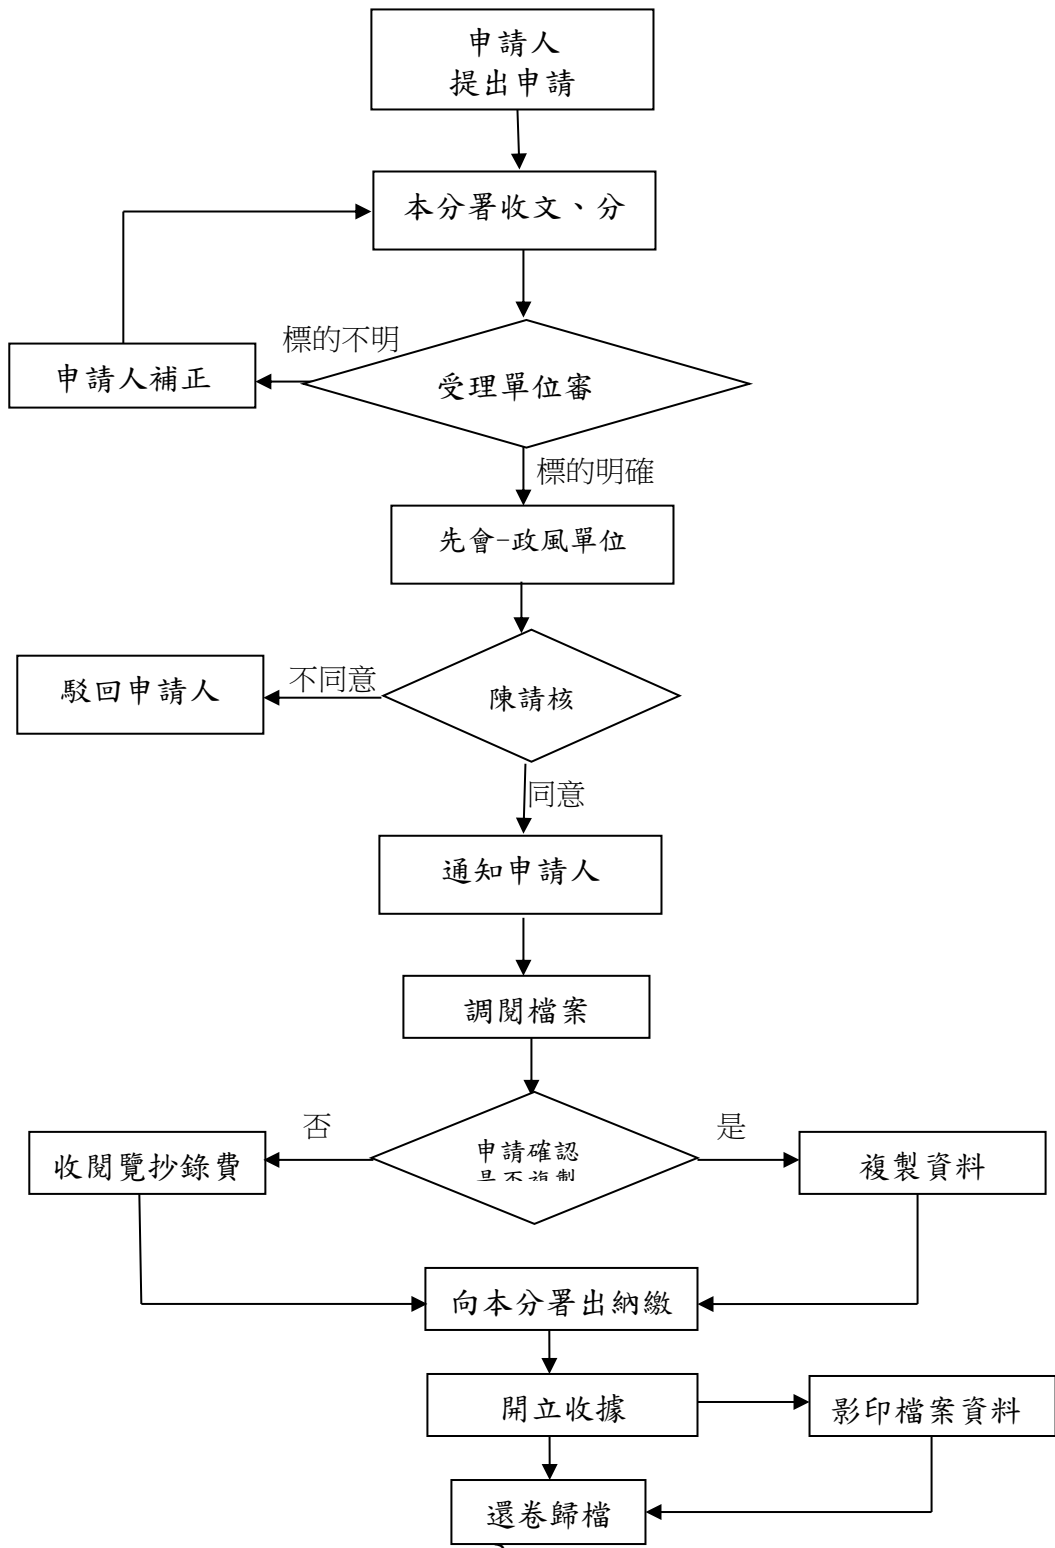 申請人
提出申請
本分署收文、分
標的不明
申請人補正
受理單位審
標的明確
先會-政風單位
不同意
駁回申請人
陳請核
同意
通知申請人
調閱檔案
否
是
收閱覽抄錄費
申請確認
是否複製
複製資料
向本分署出納繳
開立收據
影印檔案資料
還卷歸檔